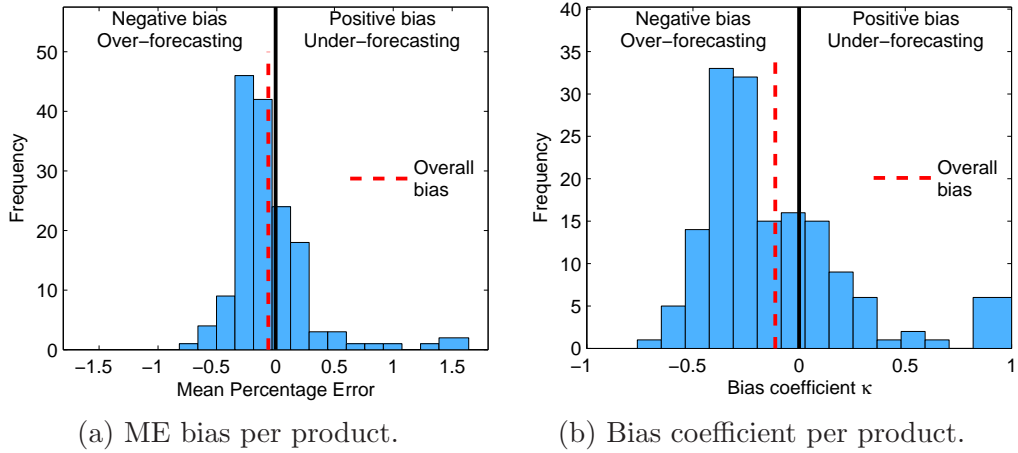 Negative bias
Over−forecasting
Positive bias
Under−forecasting
50
40
30
20
10
0
Frequency
Overall
bias
−1.5
−1
−0.5
0
0.5
1
1.5
Mean Percentage Error
(a) ME bias per product.
Negative bias
Over−forecasting
Positive bias
Under−forecasting
40
35
30
25
20
15
10
5
0
Frequency
Overall
bias
−1
−0.5
0
0.5
1
Bias coefficient κ
(b) Bias coefficient per product.